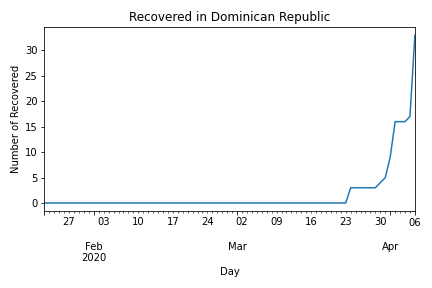 Recovered in Dominican Republic
Number of Recovered
30
25
20
15
10
5
0
27 03 10 17 24 02 09 16 23 30 06
Feb Mar Apr
2020
Day